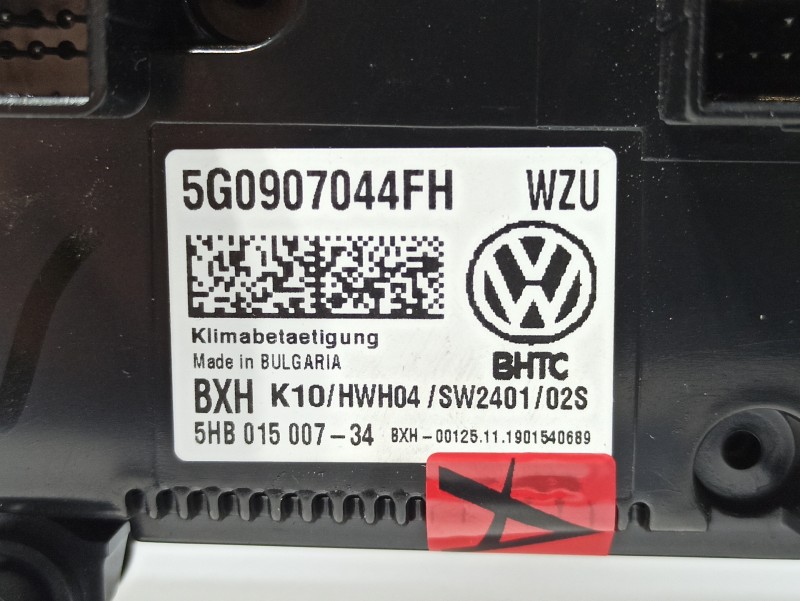 5G0907044FH WZU
Klimabetaetigung
Made in BULGARIA
BHTC
BXH K10/HWH04/SW2401/02S
5HB 015 007-34 BXH-00125.11.1901540689